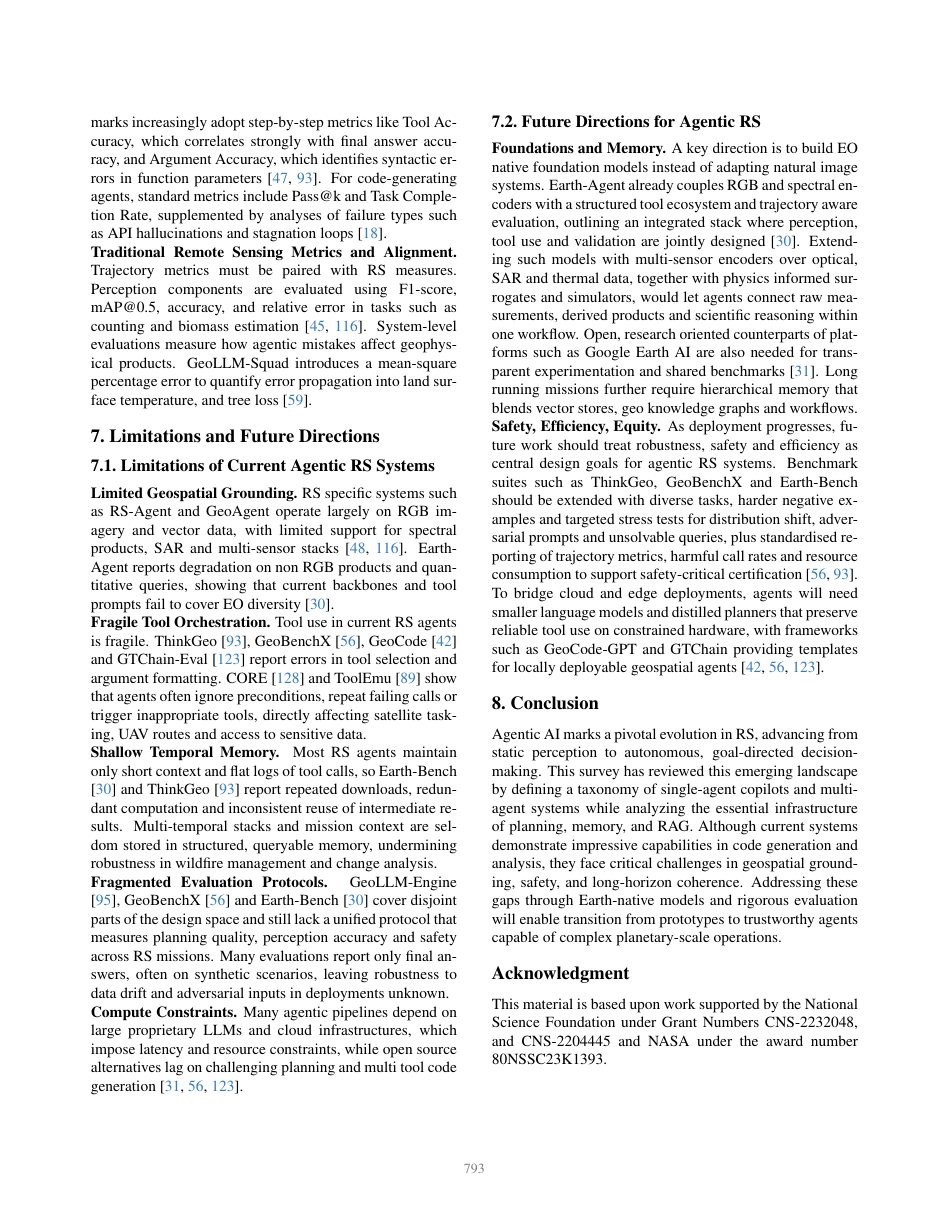 marks increasingly adopt step-by-step metrics like Tool Ac-
curacy, which correlates strongly with final answer accu-
racy, and Argument Accuracy, which identifies syntactic er-
rors in function parameters [47, 93]. For code-generating
agents, standard metrics include Pass@k and Task Comple-
tion Rate, supplemented by analyses of failure types such
as API hallucinations and stagnation loops [18].
Traditional Remote Sensing Metrics and Alignment.
Trajectory metrics must be paired with RS measures.
Perception components are evaluated using F1-score,
mAP@0.5, accuracy, and relative error in tasks such as
counting and biomass estimation [45, 116]. System-level
evaluations measure how agentic mistakes affect geophys-
ical products. GeoLLM-Squad introduces a mean-square
percentage error to quantify error propagation into land sur-
face temperature, and tree loss [59].
7. Limitations and Future Directions
7.1. Limitations of Current Agentic RS Systems
Limited Geospatial Grounding. RS specific systems such
as RS-Agent and GeoAgent operate largely on RGB im-
agery and vector data, with limited support for spectral
products, SAR and multi-sensor stacks [48, 116]. Earth-
Agent reports degradation on non RGB products and quan-
titative queries, showing that current backbones and tool
prompts fail to cover EO diversity [30].
Fragile Tool Orchestration. Tool use in current RS agents
is fragile. ThinkGeo [93], GeoBenchX [56], GeoCode [42]
and GTChain-Eval [123] report errors in tool selection and
argument formatting. CORE [128] and ToolEmu [89] show
that agents often ignore preconditions, repeat failing calls or
trigger inappropriate tools, directly affecting satellite task-
ing, UAV routes and access to sensitive data.
Shallow Temporal Memory. Most RS agents maintain
only short context and flat logs of tool calls, so Earth-Bench
[30] and ThinkGeo [93] report repeated downloads, redun-
dant computation and inconsistent reuse of intermediate re-
sults. Multi-temporal stacks and mission context are sel-
dom stored in structured, queryable memory, undermining
robustness in wildfire management and change analysis.
Fragmented Evaluation Protocols. GeoLLM-Engine
[95], GeoBenchX [56] and Earth-Bench [30] cover disjoint
parts of the design space and still lack a unified protocol that
measures planning quality, perception accuracy and safety
across RS missions. Many evaluations report only final an-
swers, often on synthetic scenarios, leaving robustness to
data drift and adversarial inputs in deployments unknown.
Compute Constraints. Many agentic pipelines depend on
large proprietary LLMs and cloud infrastructures, which
impose latency and resource constraints, while open source
alternatives lag on challenging planning and multi tool code
generation [31, 56, 123].
7.2. Future Directions for Agentic RS
Foundations and Memory. A key direction is to build EO
native foundation models instead of adapting natural image
systems. Earth-Agent already couples RGB and spectral en-
coders with a structured tool ecosystem and trajectory aware
evaluation, outlining an integrated stack where perception,
tool use and validation are jointly designed [30]. Extend-
ing such models with multi-sensor encoders over optical,
SAR and thermal data, together with physics informed sur-
rogates and simulators, would let agents connect raw mea-
surements, derived products and scientific reasoning within
one workflow. Open, research oriented counterparts of plat-
forms such as Google Earth AI are also needed for trans-
parent experimentation and shared benchmarks [31]. Long
running missions further require hierarchical memory that
blends vector stores, geo knowledge graphs and workflows.
Safety, Efficiency, Equity. As deployment progresses, fu-
ture work should treat robustness, safety and efficiency as
central design goals for agentic RS systems. Benchmark
suites such as ThinkGeo, GeoBenchX and Earth-Bench
should be extended with diverse tasks, harder negative ex-
amples and targeted stress tests for distribution shift, adver-
sarial prompts and unsolvable queries, plus standardised re-
porting of trajectory metrics, harmful call rates and resource
consumption to support safety-critical certification [56, 93].
To bridge cloud and edge deployments, agents will need
smaller language models and distilled planners that preserve
reliable tool use on constrained hardware, with frameworks
such as GeoCode-GPT and GTChain providing templates
for locally deployable geospatial agents [42, 56, 123].
8. Conclusion
Agentic AI marks a pivotal evolution in RS, advancing from
static perception to autonomous, goal-directed decision-
making. This survey has reviewed this emerging landscape
by defining a taxonomy of single-agent copilots and multi-
agent systems while analyzing the essential infrastructure
of planning, memory, and RAG. Although current systems
demonstrate impressive capabilities in code generation and
analysis, they face critical challenges in geospatial ground-
ing, safety, and long-horizon coherence. Addressing these
gaps through Earth-native models and rigorous evaluation
will enable transition from prototypes to trustworthy agents
capable of complex planetary-scale operations.
Acknowledgment
This material is based upon work supported by the National
Science Foundation under Grant Numbers CNS-2232048,
and CNS-2204445 and NASA under the award number
80NSSC23K1393.
793